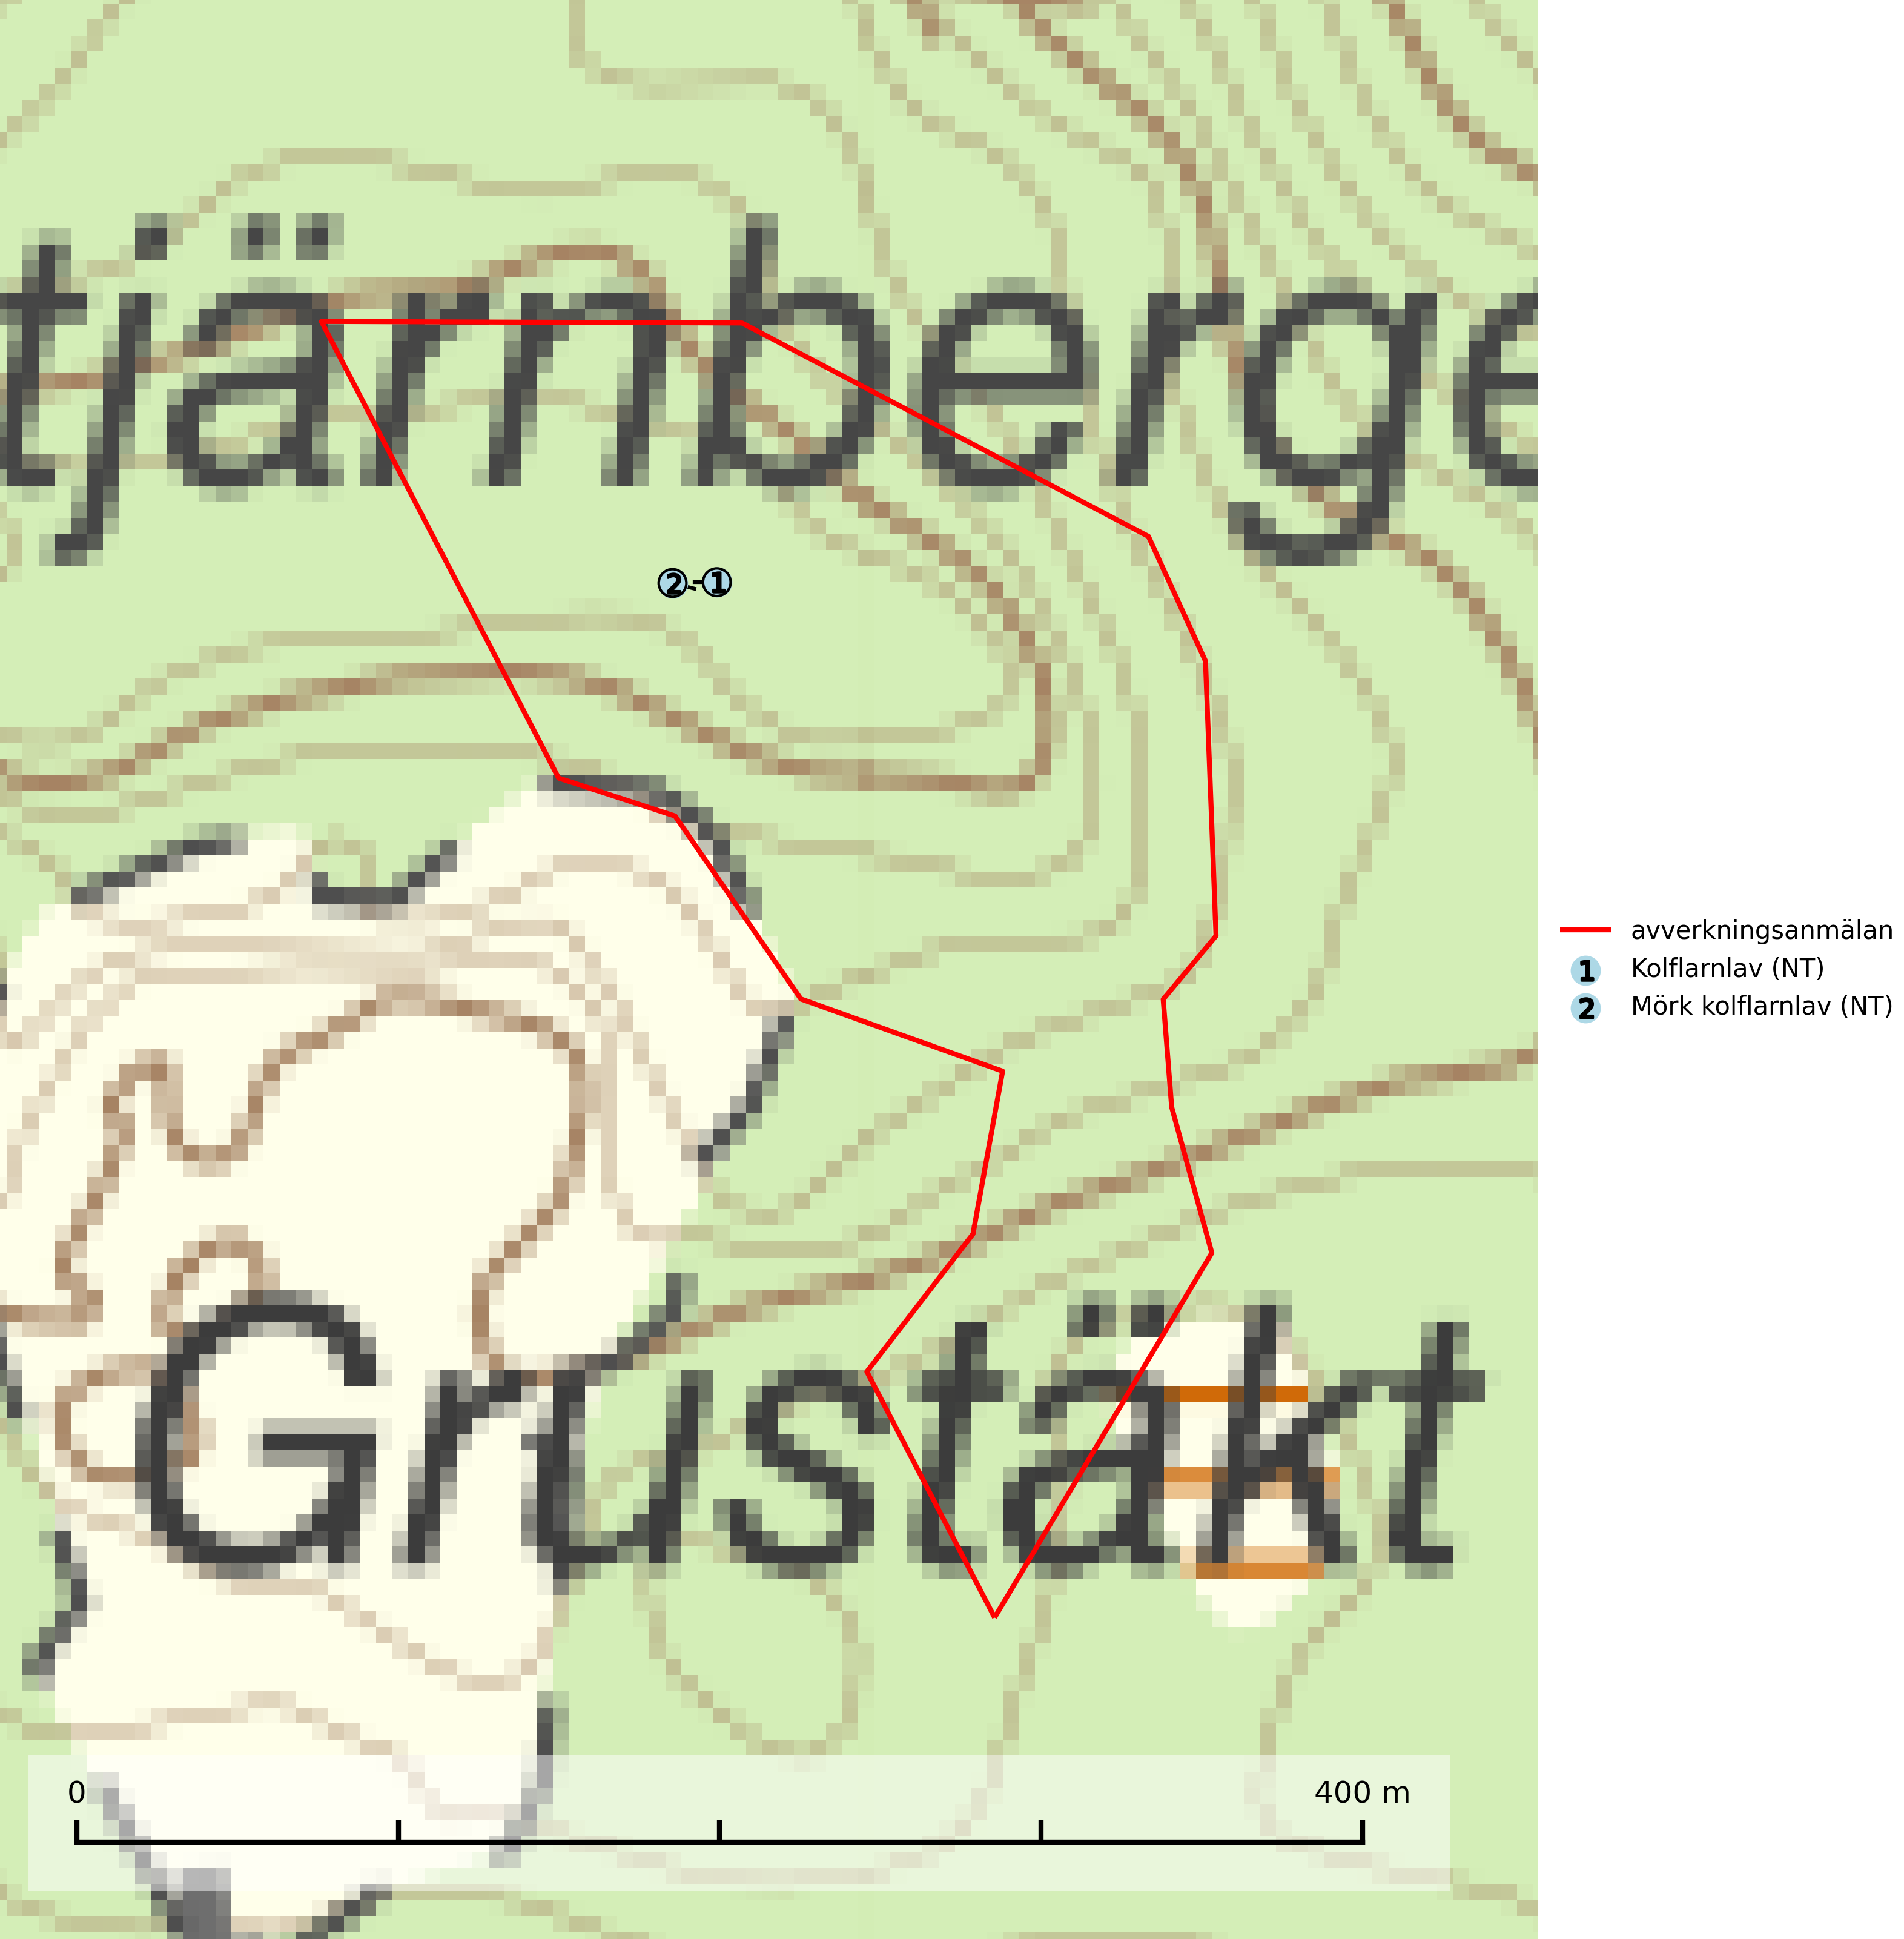 tjärnberge
2 1
Grustäkt
0 400 m
avverkningsanmälan
1 Kolflarnlav (NT)
2 Mörk kolflarnlav (NT)